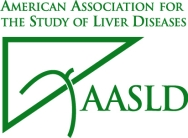 AMERICAN ASSOCIATION FOR
THE STUDY OF LIVER DISEASES
AASLD